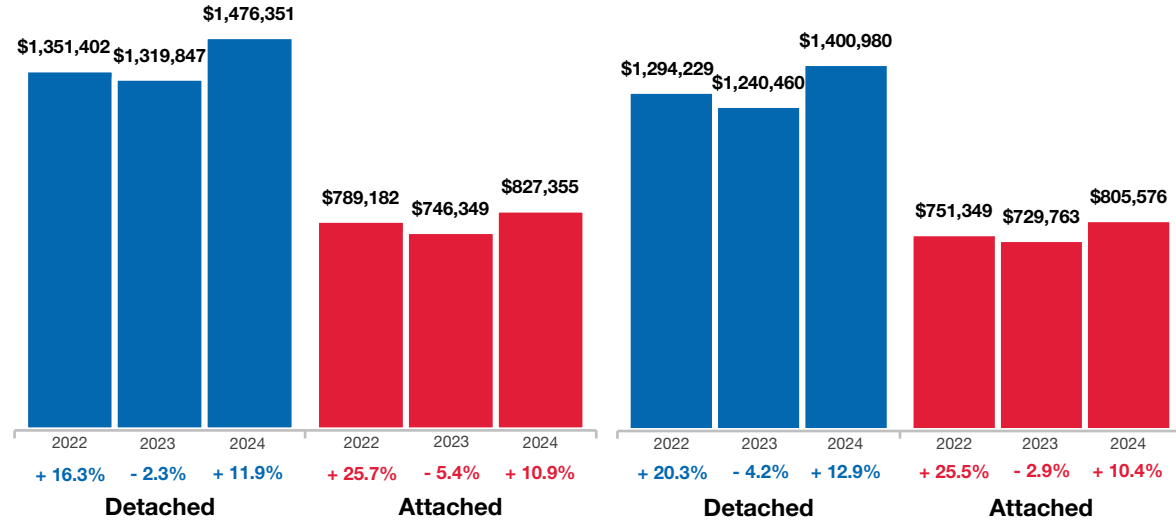 $1,351,402 $1,319,847 $1,476,351
$789,182 $746,349 $827,355
2022 2023 2024 2022 2023 2024
+ 16.3% - 2.3% + 11.9% + 25.7% - 5.4% + 10.9%
Detached Attached
$1,294,229 $1,240,460 $1,400,980
$751,349 $729,763 $805,576
2022 2023 2024 2022 2023 2024
+ 20.3% - 4.2% + 12.9% + 25.5% - 2.9% + 10.4%
Detached Attached